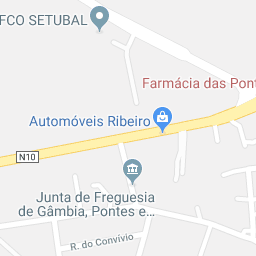 FCO SETUBAL
Farmácia das Pont
Automóveis Ribeiro
N10
Junta de Freguesia
de Gâmbia, Pontes e...
R. do Convívio